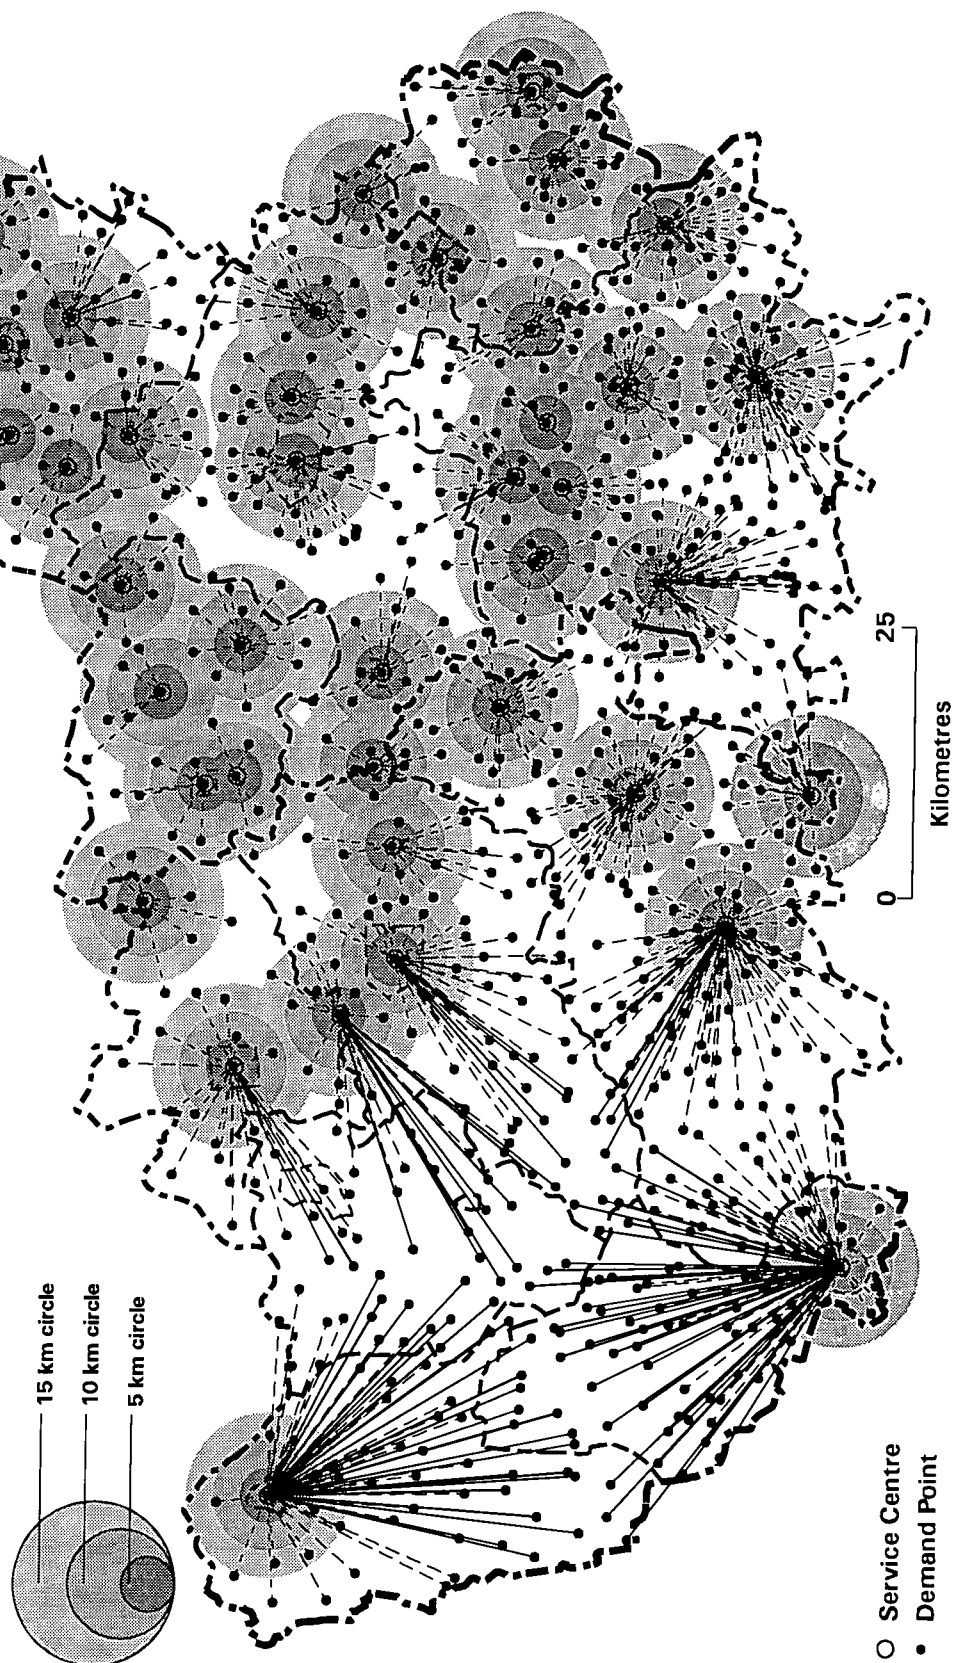 15 km circle
10 km circle
5 km circle
Service Centre
Demand Point
0
25
Kilometres